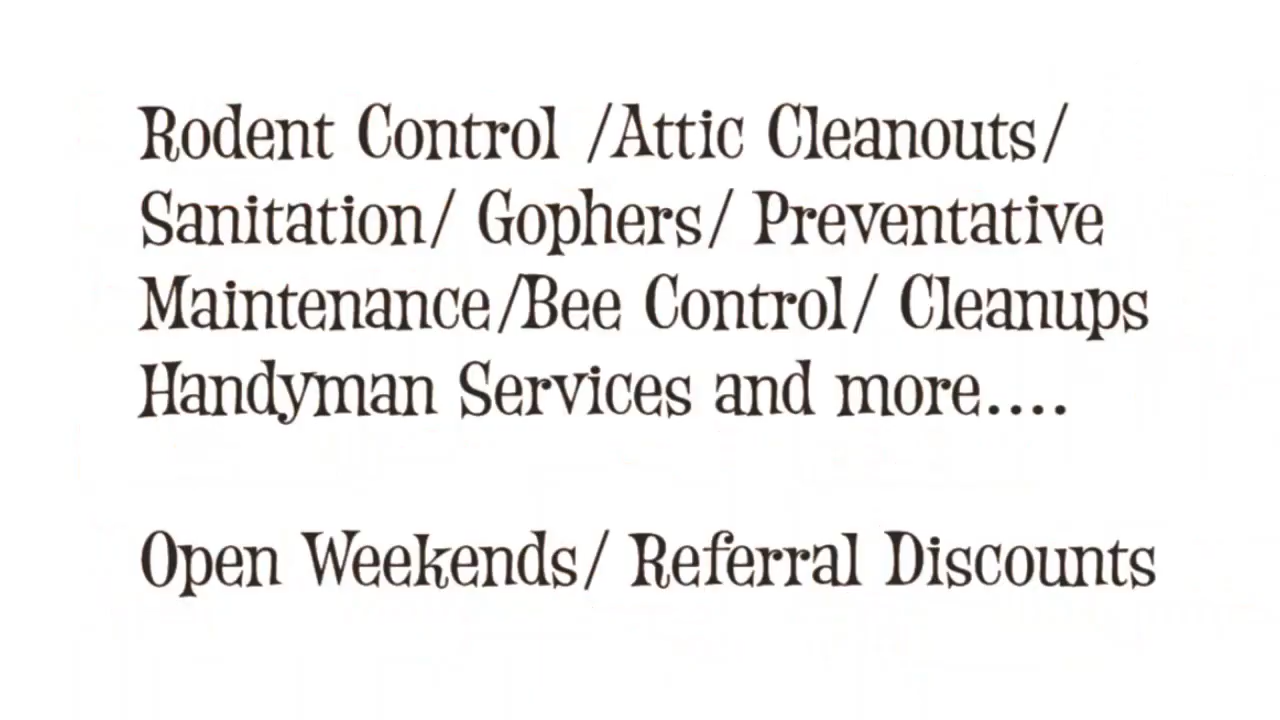 Rodent Control /Attic Cleanouts/
Sanitation/ Gophers/ Preventative
Maintenance/Bee Control/ Cleanups
Handyman Services and more....
Open Weekends/ Referral Discounts